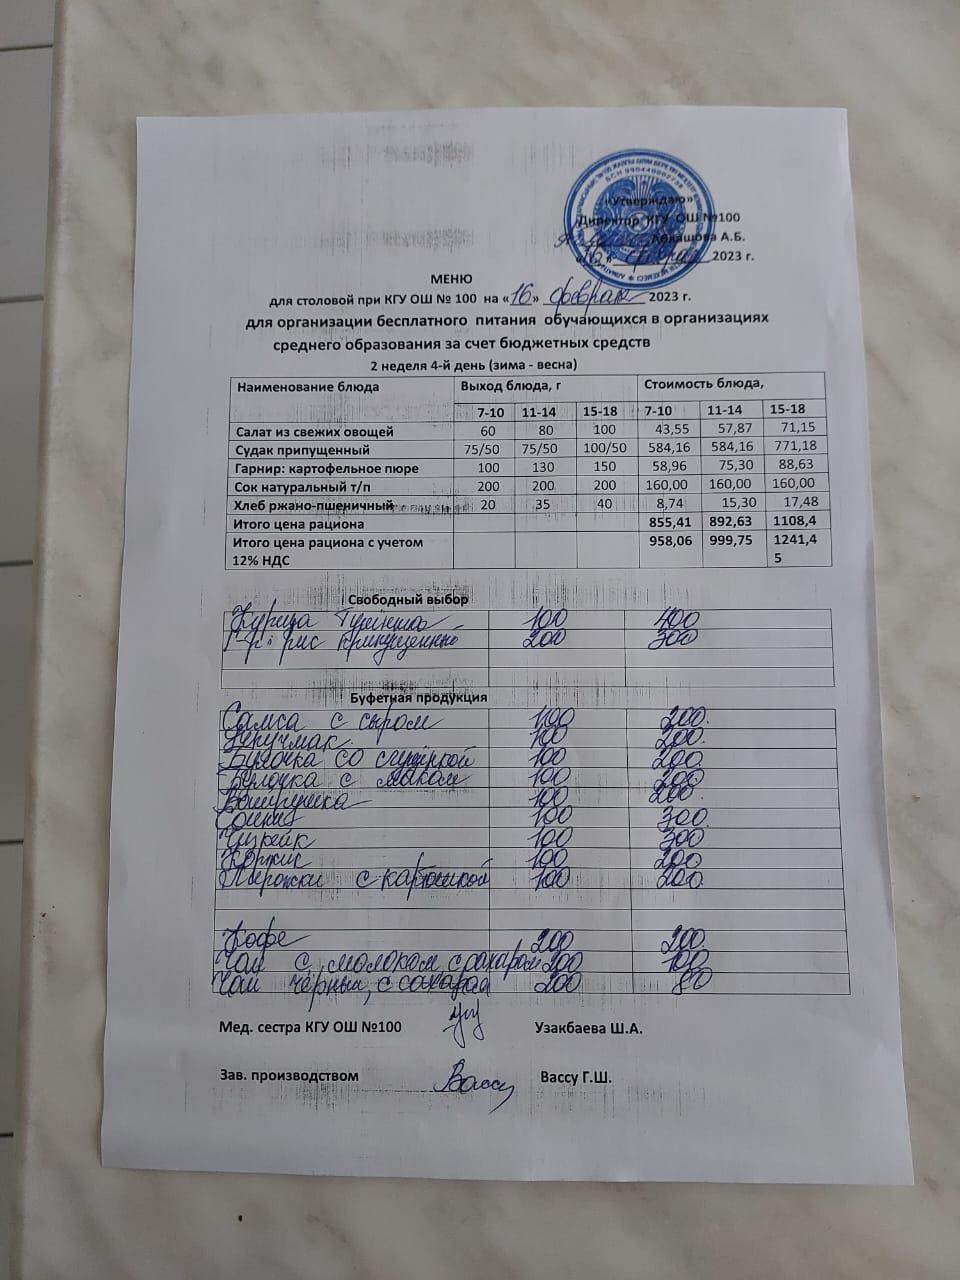 «Утверждаю»
Директор КГУ ОШ №100
Абдашова А.Б.
«16» февраля 2023 г.
МЕНЮ
для столовой при КГУ ОШ № 100 на «16» февраля 2023 г.
для организации бесплатного питания обучающихся в организациях
среднего образования за счет бюджетных средств
2 неделя 4-й день (зима - весна)
Наименование блюда Выход блюда, г Стоимость блюда,
7-10 11-14 15-18 7-10 11-14 15-18
Салат из свежих овощей 60 80 100 43,55 57,87 71,15
Судак припущенный 75/50 75/50 100/50 584,16 584,16 771,18
Гарнир: картофельное пюре 100 130 150 58,96 75,30 88,63
Сок натуральный т/п 200 200 200 160,00 160,00 160,00
Хлеб ржано-пшеничный 20 35 40 8,74 15,30 17,48
Итого цена рациона 855,41 892,63 1108,4
Итого цена рациона с учетом 958,06 999,75 1241,4
12% НДС 5
Свободный выбор
Курица Тушеная 100 400
Гр: рис припущенный 200 300
Буфетная продукция
Самса с сыром 100 200
Учпучмак 100 200
Булочка со сгущенкой 100 200
Булочка с маком 100 200
Ватрушка 100 200
100 300
Чизкейк 100 300
Коржик 100 200
Пирожки с картошкой 100 200
Кофе 200 200
Чай с молоком с сахаром 200 100
Чай черный, с сахаром 200 80
Мед. сестра КГУ ОШ №100 Узакбаева Ш.А.
Зав. производством Вассу Г.Ш.